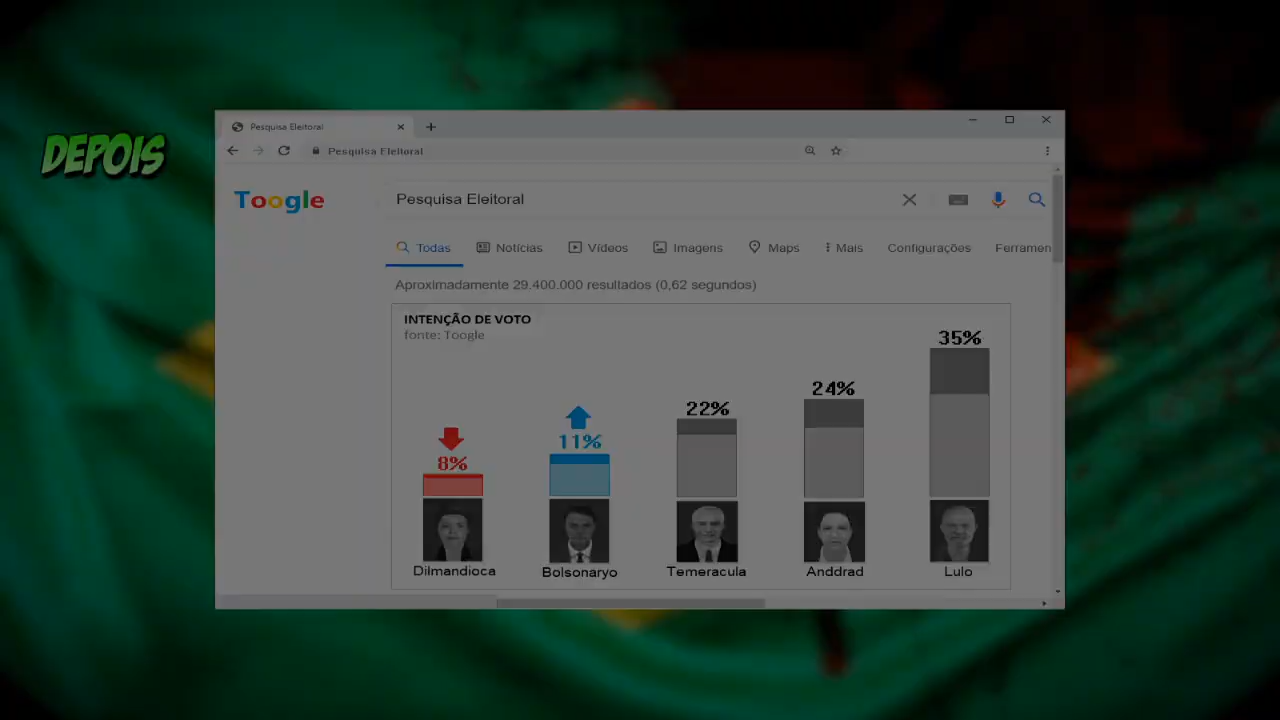 DEPOIS
Pesquisa Eleitoral
Pesquisa Eleitoral
Toogle
Pesquisa Eleitoral
Todas Notícias Vídeos Imagens Maps Mais Configurações Ferramen
Aproximadamente 29.400.000 resultados (0,62 segundos)
INTENÇÃO DE VOTO
fonte: Toogle
8% 11% 22% 24% 35%
Dilmandioca Bolsonaryo Temeracula Anddrad Lulo